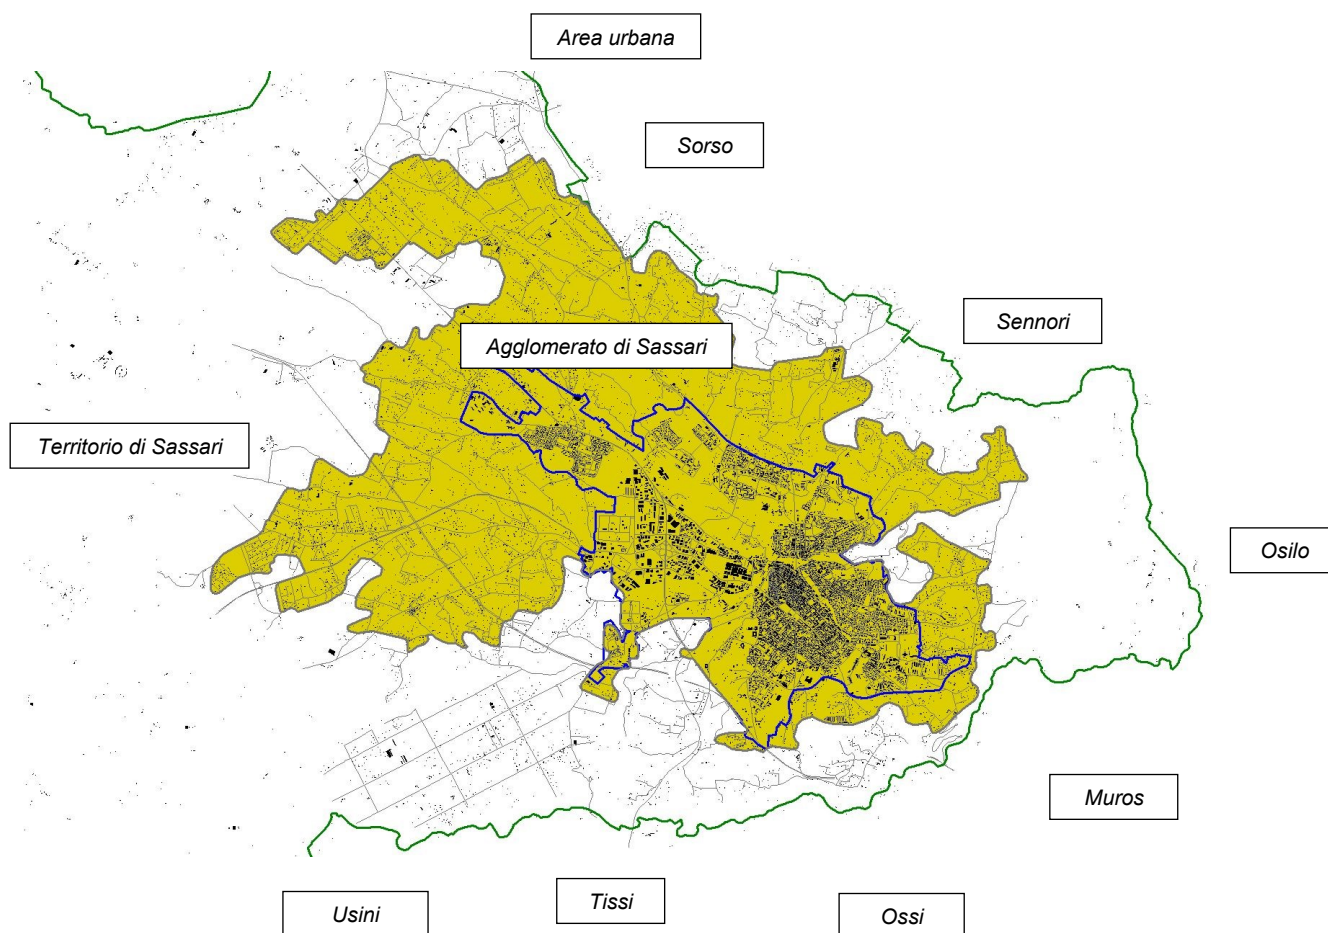 Area urbana
Sorso
Sennori
Agglomerato di Sassari
Territorio di Sassari
Osilo
Muros
Usini
Tissi
Ossi